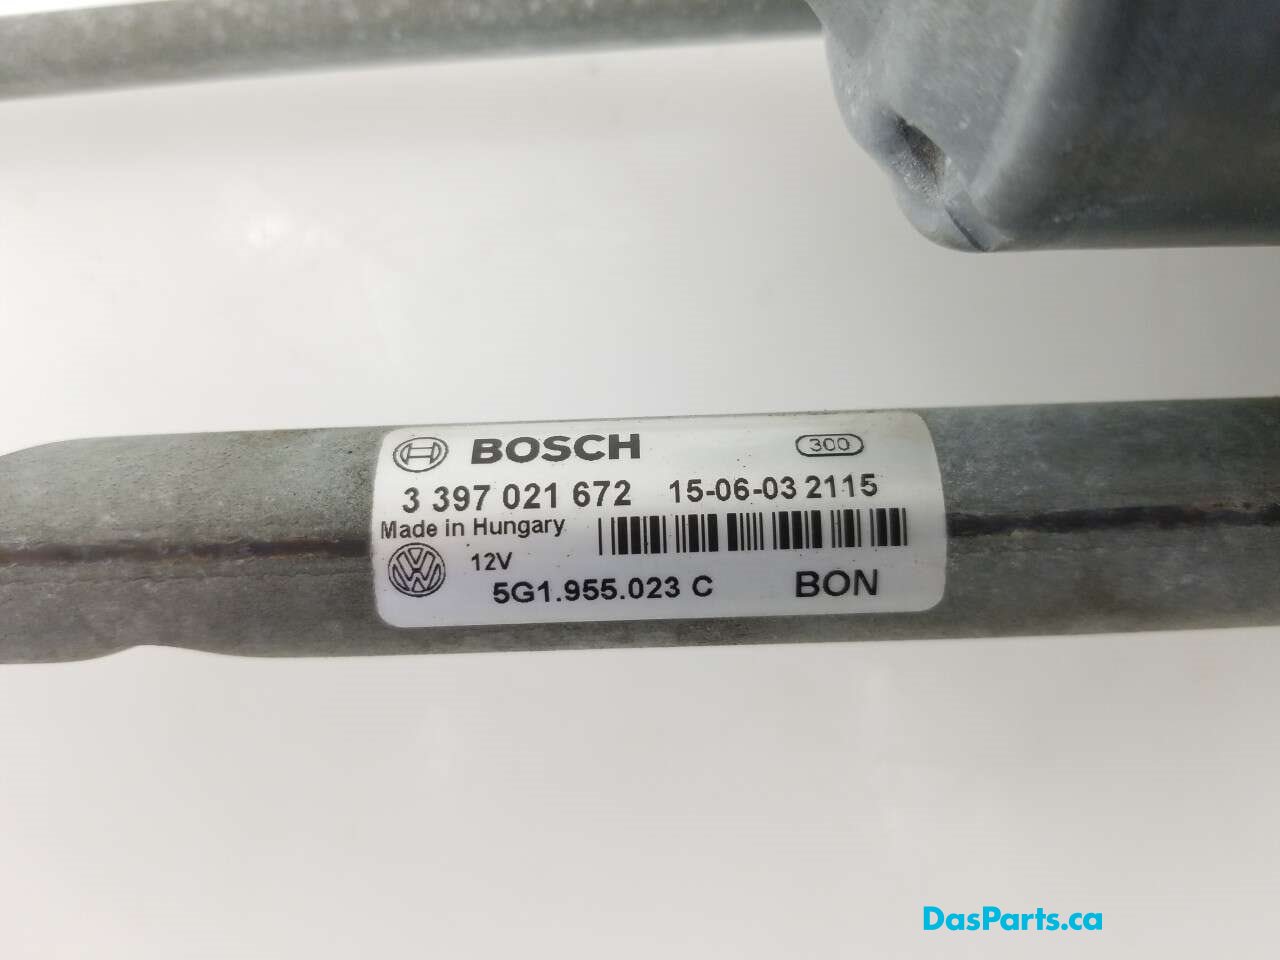 BOSCH 300
3 397 021 672 15-06-03 2115
Made in Hungary
12V
5G1.955.023 C BON
DasParts.ca